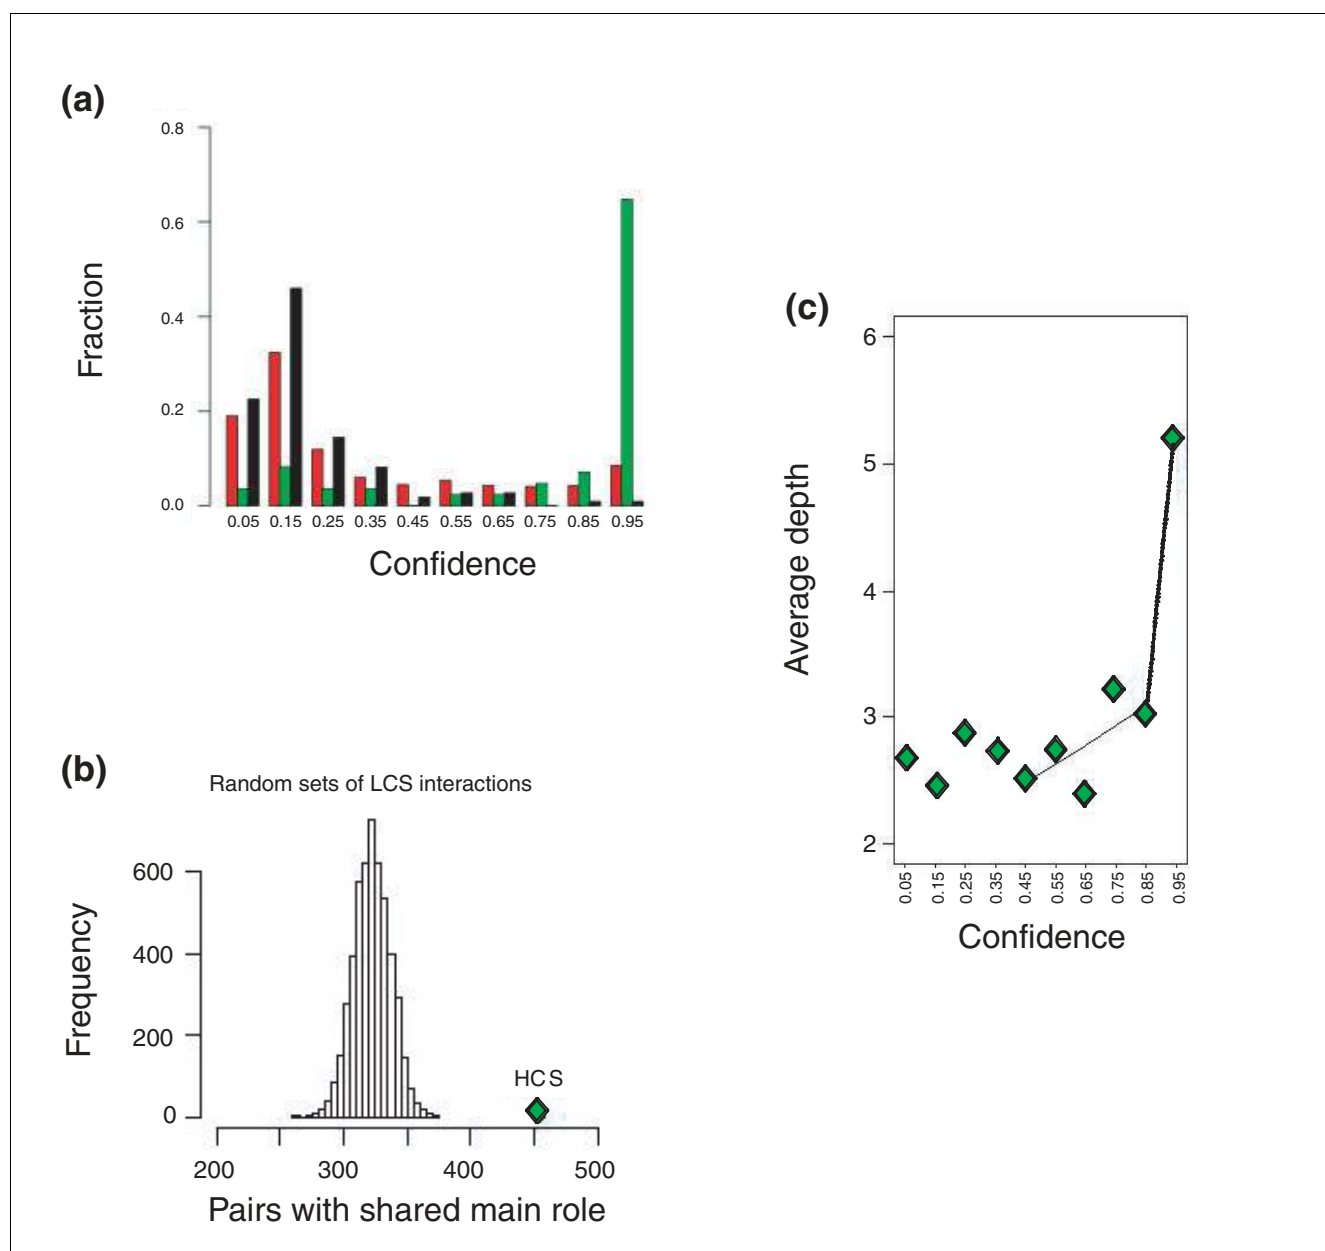 (a)
0.8
0.6
0.4
0.2
0.0
Fraction
0.05 0.15 0.25 0.35 0.45 0.55 0.65 0.75 0.85 0.95
Confidence
(b)
Random sets of LCS interactions
600
400
200
0
Frequency
HCS
200 300 400 500
Pairs with shared main role
(c)
6
5
4
3
2
Average depth
0.05 0.15 0.25 0.35 0.45 0.55 0.65 0.75 0.85 0.95
Confidence